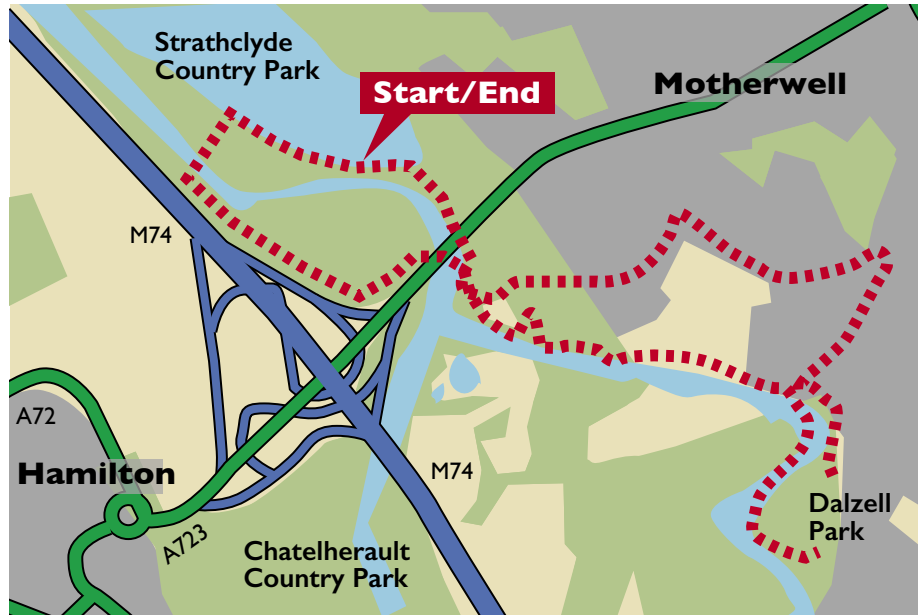 Strathclyde
Country Park
Start/End
Motherwell
M74
A72
Hamilton
M74
A723
Chatelherault
Country Park
Dalzell
Park